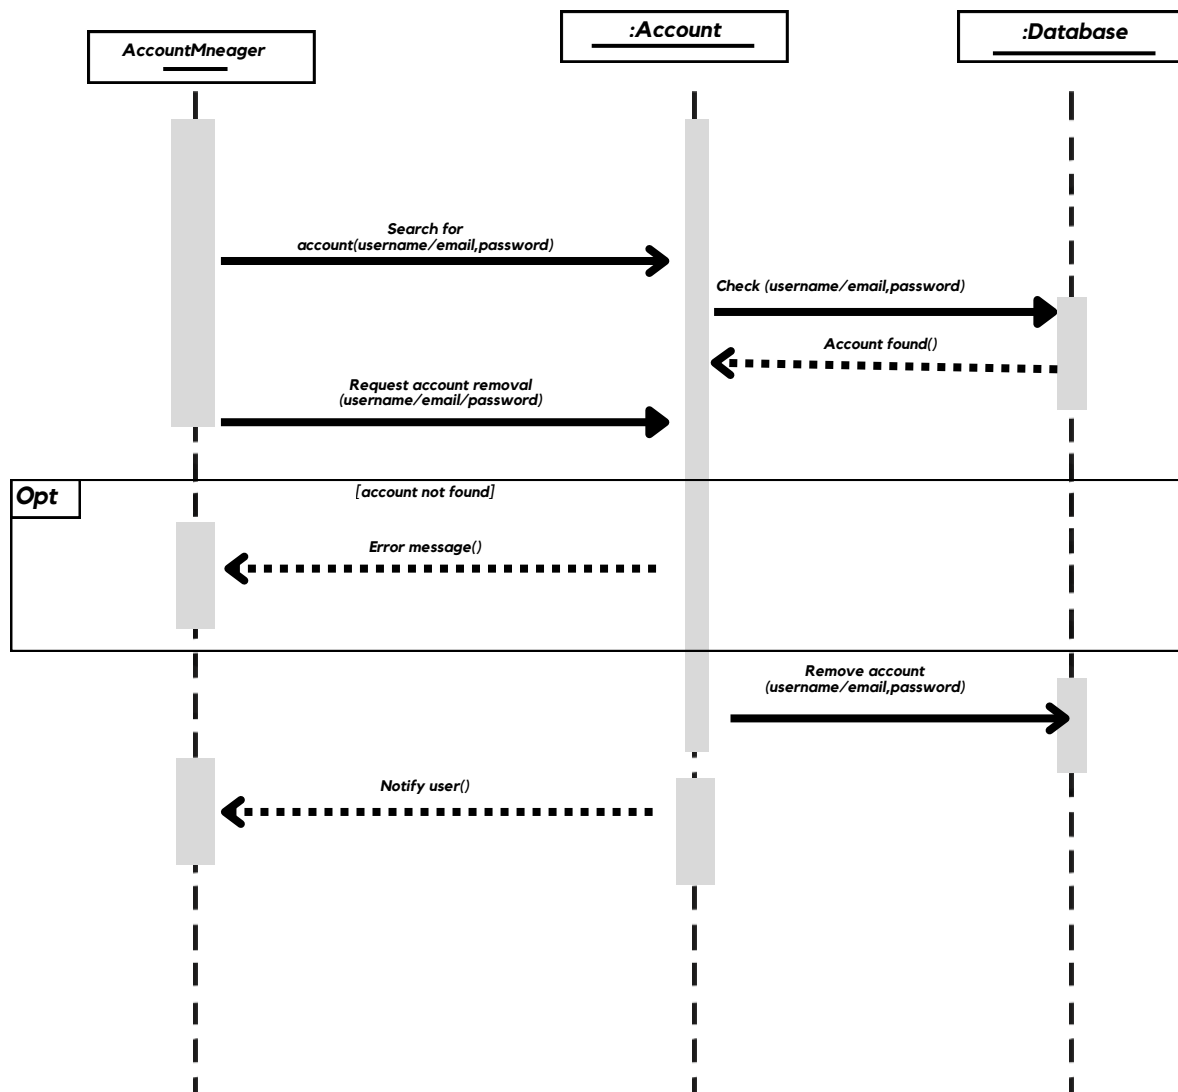 AccountMneager
:Account
:Database
Search for
account(username/email,password)
Check (username/email,password)
Account found()
Request account removal
(username/email/password)
Opt
[account not found]
Error message()
Remove account
(username/email,password)
Notify user()